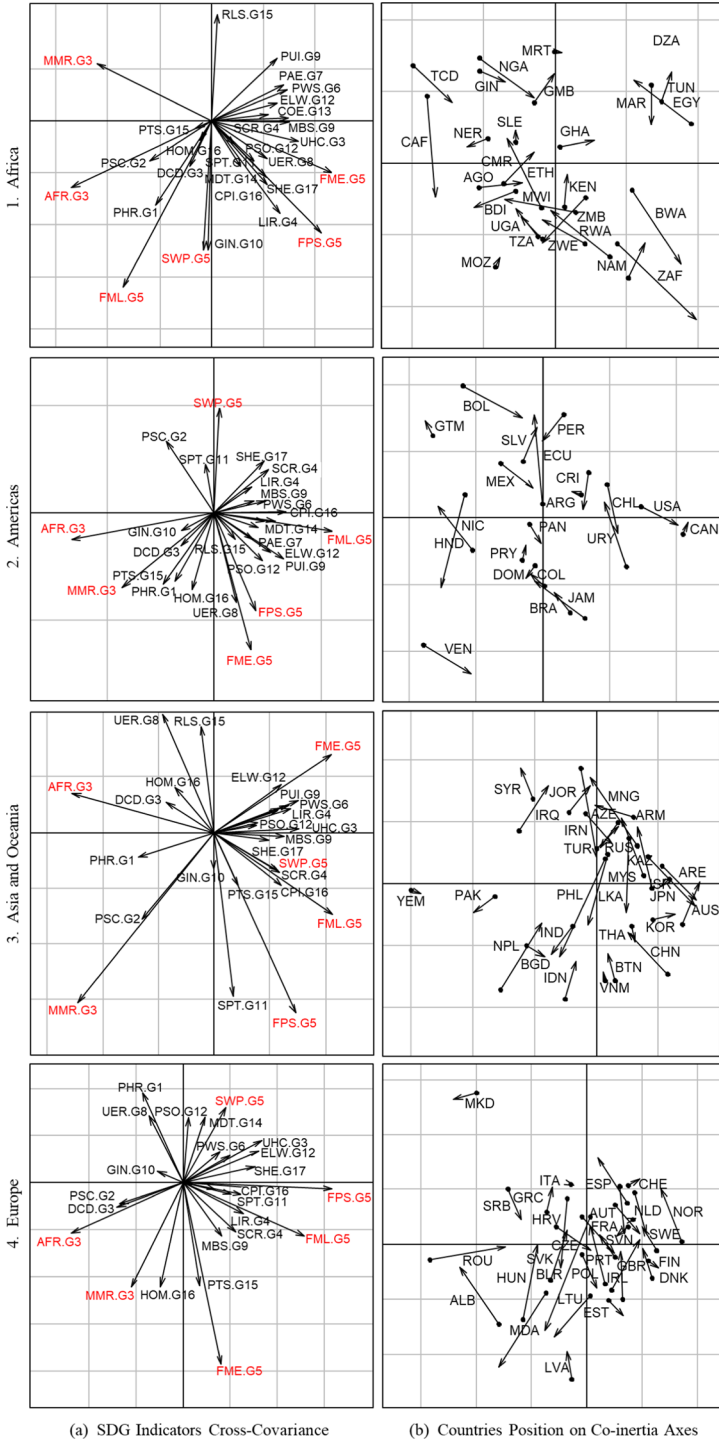 1. Africa
RLS.G15
MMR.G3
PUI.G9
PAE.G7
PWS.G6
ELW.G12
COE.G13
PTS.G15
SCR.G4
MBS.G9
UHC.G3
HOM.G16
PSO.G12
PSC.G2
SPT.G11
UER.G8
DCD.G3
MDT.G14
FME.G5
AFR.G3
SHE.G17
CPI.G16
PHR.G1
LIR.G4
FPS.G5
SWP.G5
GIN.G10
FML.G5
MRT
DZA
NGA
TCD
GIN
GMB
TUN
MAR
EGY
SLE
CAF
NER
GHA
CMR
ETH
AGO
MWI
KEN
BDI
ZMB
BWA
UGA
RWA
TZA
ZWE
MOZ
NAM
ZAF
2. Americas
SWP.G5
PSC.G2
SHE.G17
SPT.G11
SCR.G4
LIR.G4
MBS.G9
PWS.G6
CPI.G16
AFR.G3
GIN.G10
MDT.G14
FML.G5
DCD.G3
RLS.G15
PAE.G7
ELW.G12
PTS.G15
PSO.G12
PUI.G9
MMR.G3
PHR.G1
HOM.G16
UER.G8
FPS.G5
FME.G5
BOL
GTM
PER
SLV
ECU
MEX
CRI
ARG
CHL
USA
NIC
PAN
CAN
HND
URY
PRY
DOMA
COL
JAM
BRA
VEN
3. Asia and Oceania
UER.G8
RLS.G15
FME.G5
ELW.G12
AFR.G3
HOM.G16
PUI.G9
DCD.G3
PWS.G6
LIR.G4
PSO.G12
UHC.G3
MBS.G9
PHR.G1
SHE.G17
SWP.G5
GIN.G10
SCR.G4
PTS.G15
CPI.G16
PSC.G2
FML.G5
MMR.G3
SPT.G11
FPS.G5
SYR
JOR
MNG
IRQ
AZE
ARM
IRN
TUR
RUS
KAZ
MYS
ISR
ARE
YEM
PAK
PHL
LKA
JPN
AUS
KOR
IND
THA
NPL
CHN
BGD
BTN
IDN
VNM
4. Europe
PHR.G1
UER.G8
PSO.G12
SWP.G5
MDT.G14
PWS.G6
UHC.G3
ELW.G12
GIN.G10
SHE.G17
PSC.G2
CPI.G16
FPS.G5
DCD.G3
SPT.G11
LIR.G4
AFR.G3
SCR.G4
FML.G5
MBS.G9
MMR.G3
HOM.G16
PTS.G15
FME.G5
MKD
ITA
ESP
CHE
SRB
GRC
NLD
NOR
HRV
AUT
FRA
SVN
SWE
CZE
ROU
SVK
PRT
GBR
FIN
HUN
BLR
POL
IRL
DNK
ALB
LTU
EST
MDA
LVA
(a) SDG Indicators Cross-Covariance
(b) Countries Position on Co-inertia Axes